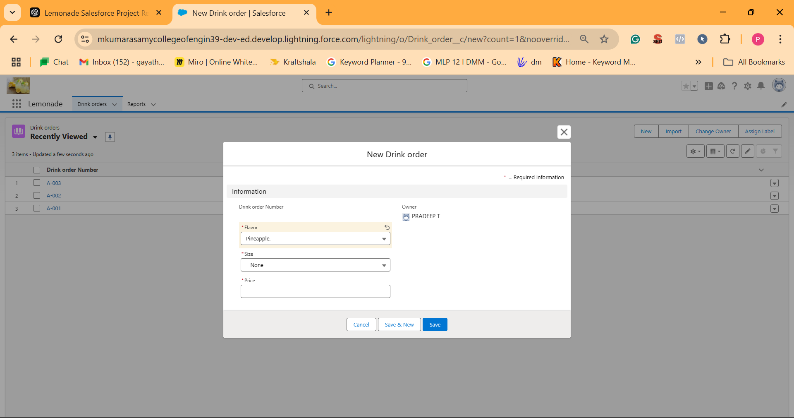 Lemonade Salesforce Project Ra
New Drink order | Salesforce
mkumarasamycollegeofengin39-dev-ed.develop.lightning.force.com/lightning/o/Drink_order__c/new?count=1&nooverrid...
P
Chat
Inbox (152) - gayath...
Miro | Online White...
Kraftshala
Keyword Planner - 9...
MLP 12 I DMM - Go...
dm
Home - Keyword M...
All Bookmarks
Search...
Lemonade
Drink orders
Reports
Drink orders
Recently Viewed
New
Import
Change Owner
Assign Label
3 items • Updated a few seconds ago
Drink order Number
1
A-003
2
A-002
3
A-001
New Drink order
* = Required Information
Information
Drink order Number
Owner
PRADEEP T
* Flavor
Pineapple
* Size
None
* Price
Cancel
Save & New
Save